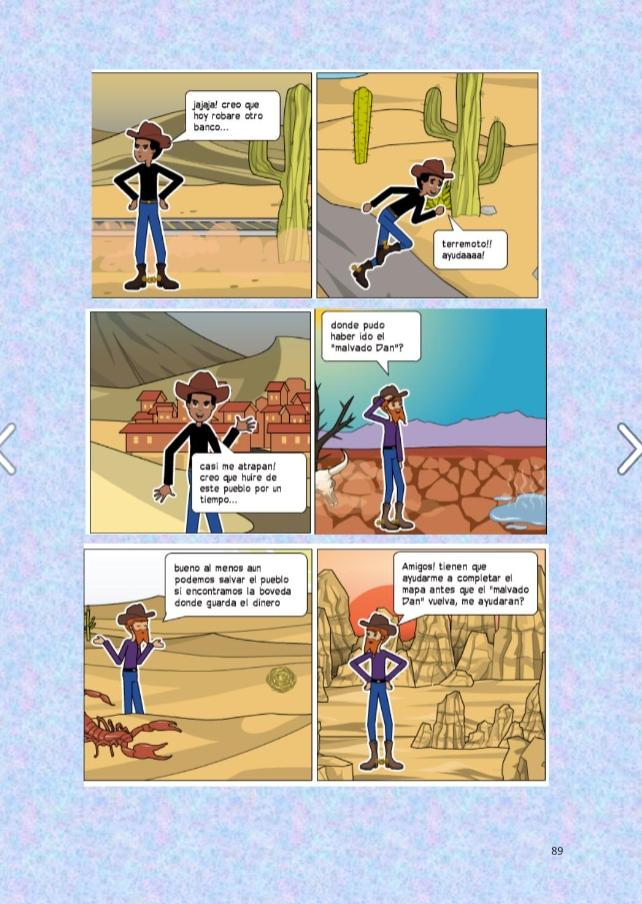 jajaja! creo que
hoy robare otro
banco...
terremoto!!
ayudaaaa!
casi me atrapan!
creo que huire de
este pueblo por un
tiempo...
donde pudo
haber ido el
"malvado Dan"?
bueno al menos aun
podemos salvar el pueblo
si encontramos la boveda
donde guarda el dinero
Amigos! tienen que
ayudarme a completar el
mapa antes que el "malvado
Dan" vuelva, me ayudaran?
89